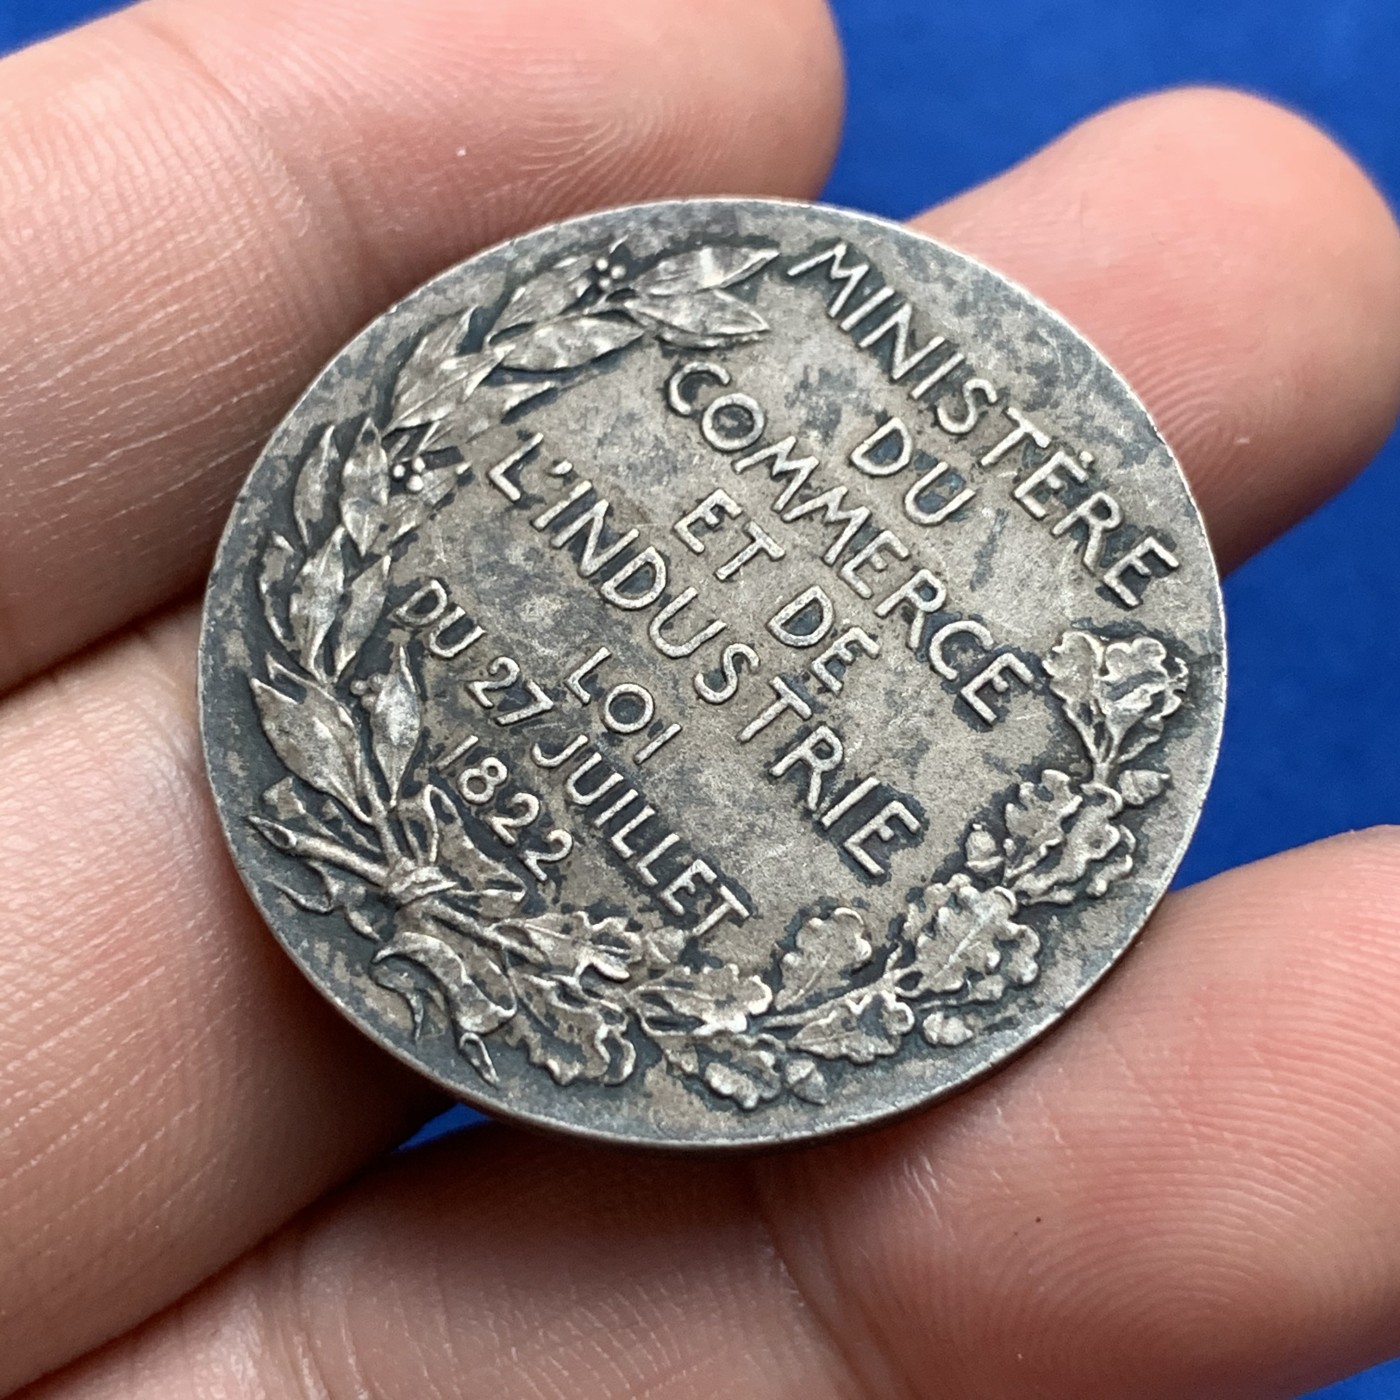 MINISTÈRE
DU
COMMERCE
ET DE
L'INDUSTRIE
LOI
DU 27 JUILLET
1822